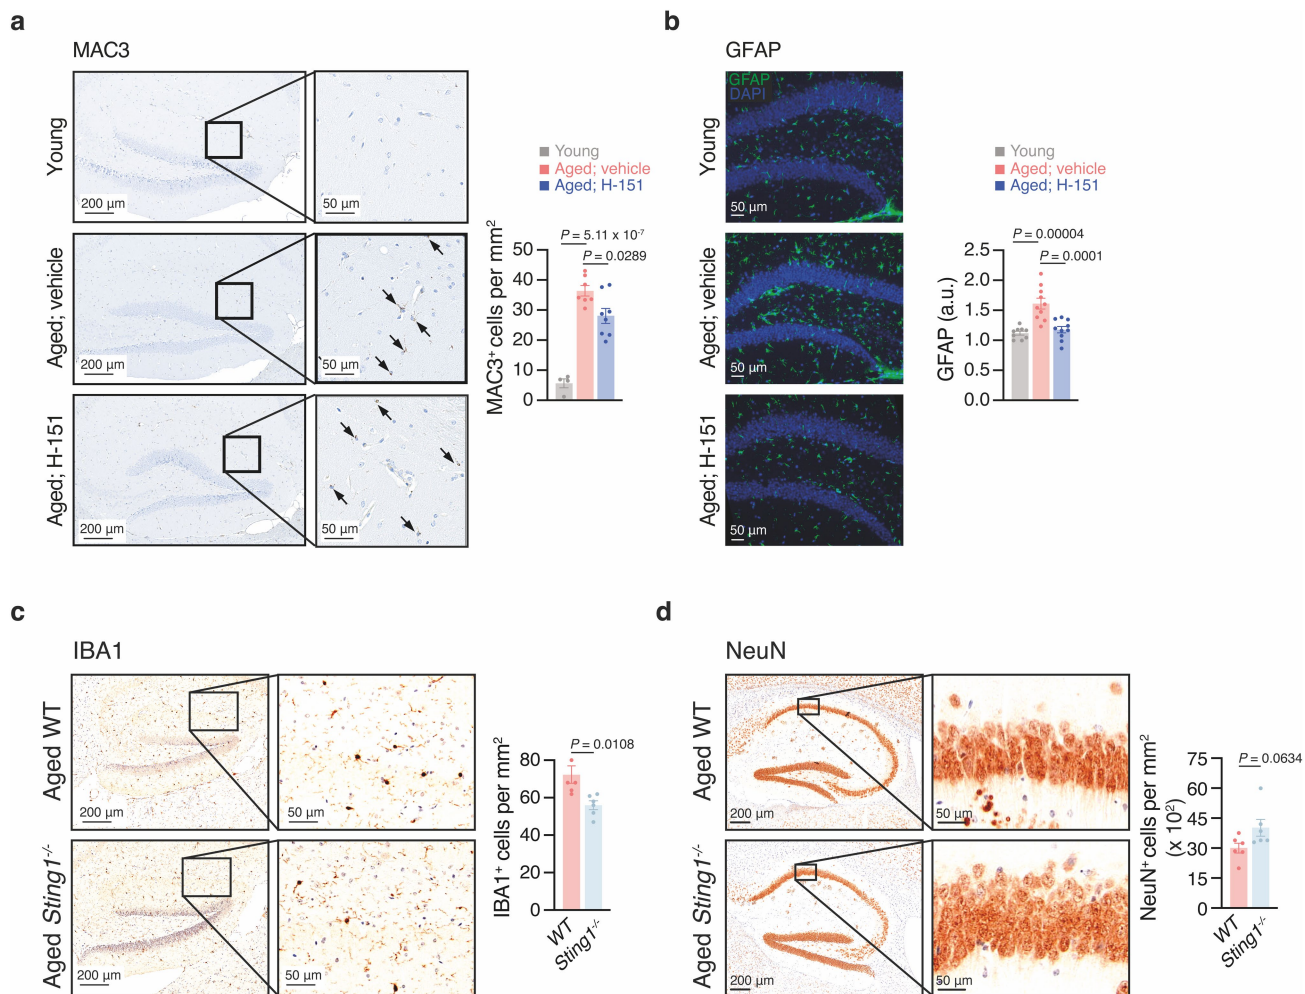 a
MAC3
Young
200 µm
50 µm
Aged; vehicle
200 µm
50 µm
Aged; H-151
200 µm
50 µm
Young
Aged; vehicle
Aged; H-151
MAC3⁺ cells per mm²
P = 5.11 x 10⁻⁷
P = 0.0289
50
40
30
20
10
0
b
GFAP
GFAP
DAPI
Young
50 µm
Aged; vehicle
50 µm
Aged; H-151
50 µm
Young
Aged; vehicle
Aged; H-151
GFAP (a.u.)
P = 0.00004
P = 0.0001
2.5
2.0
1.5
1.0
0.5
0.0
c
IBA1
Aged WT
200 µm
50 µm
Aged Sting1⁻/⁻
200 µm
50 µm
IBA1⁺ cells per mm²
P = 0.0108
80
60
40
20
0
WT
Sting1⁻/⁻
d
NeuN
Aged WT
200 µm
50 µm
Aged Sting1⁻/⁻
200 µm
50 µm
NeuN⁺ cells per mm²
(x 10²)
P = 0.0634
75
60
45
30
15
0
WT
Sting1⁻/⁻